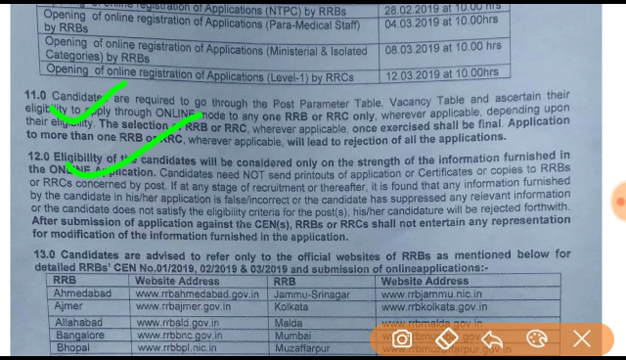 Opening of online registration of Applications (NTPC) by RRBs 28.02.2019 at 10.00 hrs
Opening of online registration of Applications (Para-Medical Staff) by RRBs 04.03.2019 at 10.00hrs
Opening of online registration of Applications (Ministerial & Isolated Categories) by RRBs 08.03.2019 at 10.00 hrs
Opening of online registration of Applications (Level-1) by RRCs 12.03.2019 at 10.00hrs
11.0 Candidates are required to go through the Post Parameter Table, Vacancy Table and ascertain their
eligibility to apply through ONLINE mode to any one RRB or RRC only, wherever applicable, depending upon
their eligibility. The selection of RRB or RRC, wherever applicable, once exercised shall be final. Application
to more than one RRB or RRC, wherever applicable, will lead to rejection of all the applications.
12.0 Eligibility of the candidates will be considered only on the strength of the information furnished in
the ONLINE Application. Candidates need NOT send printouts of application or Certificates or copies to RRBs
or RRCs concerned by post. If at any stage of recruitment or thereafter, it is found that any information furnished
by the candidate in his/her application is false/incorrect or the candidate has suppressed any relevant information
or the candidate does not satisfy the eligibility criteria for the post(s), his/her candidature will be rejected forthwith.
After submission of application against the CEN(s), RRBs or RRCs shall not entertain any representation
for modification of the information furnished in the application.
13.0 Candidates are advised to refer only to the official websites of RRBs as mentioned below for
detailed RRBs' CEN No.01/2019, 02/2019 & 03/2019 and submission of onlineapplications:-
RRB Website Address RRB Website Address
Ahmedabad www.rrbahmedabad.gov.in Jammu-Srinagar www.rrbjammu.nic.in
Ajmer www.rrbajmer.gov.in Kolkata www.rrbkolkata.gov.in
Allahabad www.rrbald.gov.in Malda www.rrbmalda.gov.in
Bangalore www.rrbbnc.gov.in Mumbai
Bhopal www.rrbbpl.nic.in Muzaffarpur